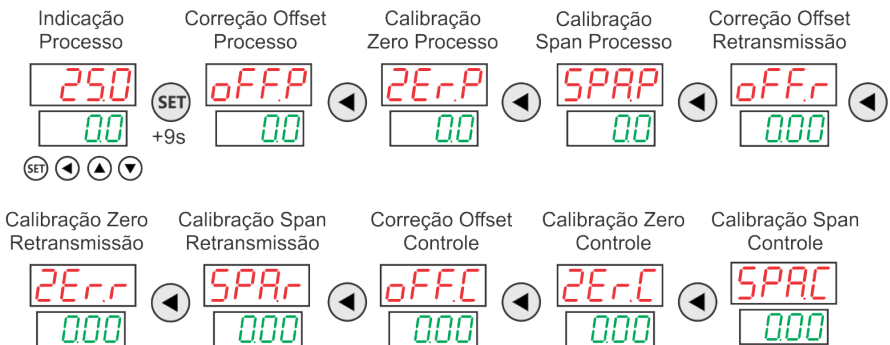 Indicação
Processo
Correção Offset
Processo
Calibração
Zero Processo
Calibração
Span Processo
Correção Offset
Retransmissão
25.0
0.0
SET
+9s
oFF.P
0.0
2Er.P
0.0
SPA.P
0.0
oFF.r
0.00
SET
Calibração Zero
Retransmissão
Calibração Span
Retransmissão
Correção Offset
Controle
Calibração Zero
Controle
Calibração Span
Controle
2Er.r
0.00
SPA.r
0.00
oFF.C
0.00
2Er.C
0.00
SPA.C
0.00